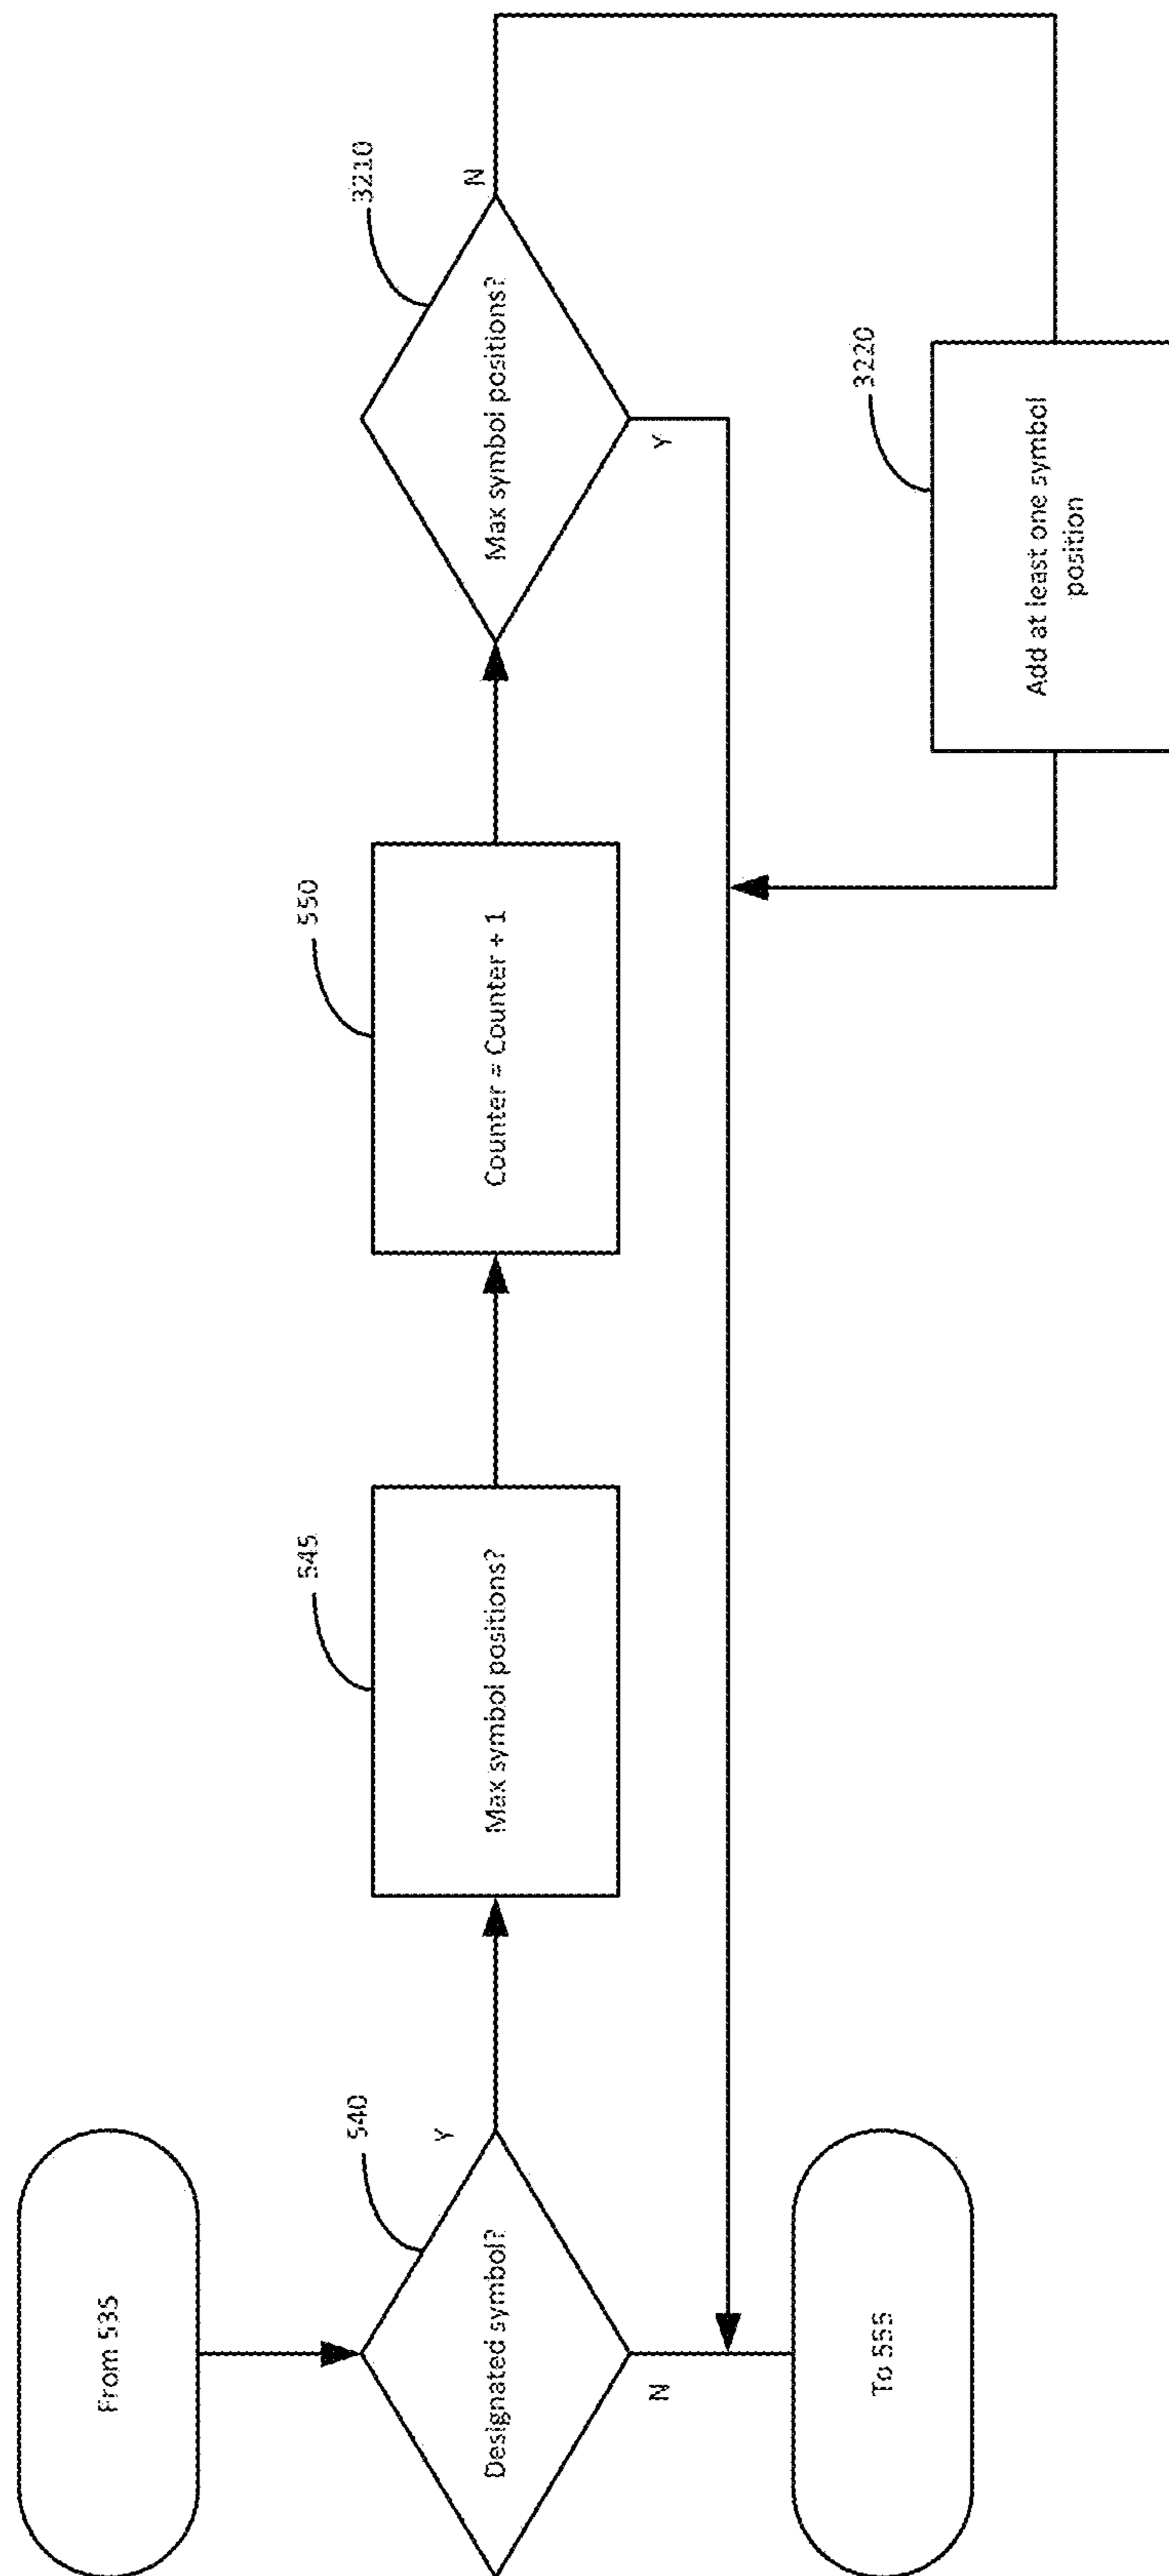 From 535
540
Designated symbol?
Y
N
545
Max symbol positions?
550
Counter = Counter + 1
3210
Max symbol positions?
N
Y
3220
Add at least one symbol
position
To 555